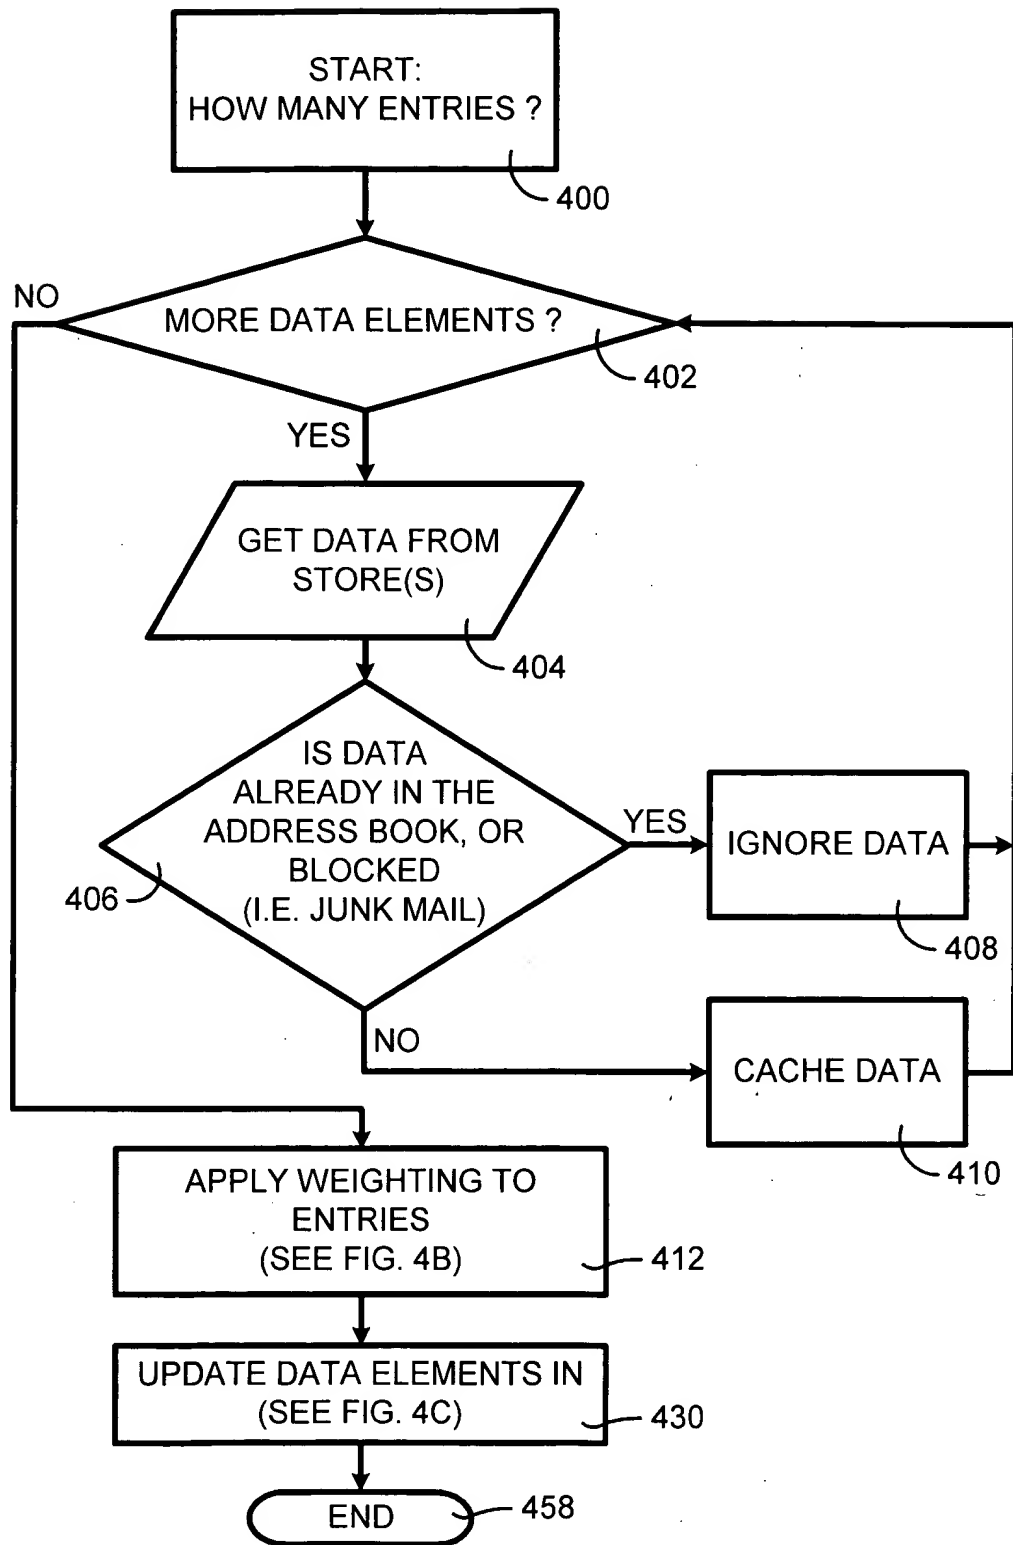 START:
HOW MANY ENTRIES ?
400
NO
MORE DATA ELEMENTS ?
402
YES
GET DATA FROM
STORE(S)
404
IS DATA
ALREADY IN THE
ADDRESS BOOK, OR
BLOCKED
(I.E. JUNK MAIL)
406
YES
IGNORE DATA
408
NO
CACHE DATA
410
APPLY WEIGHTING TO
ENTRIES
(SEE FIG. 4B)
412
UPDATE DATA ELEMENTS IN
(SEE FIG. 4C)
430
END
458